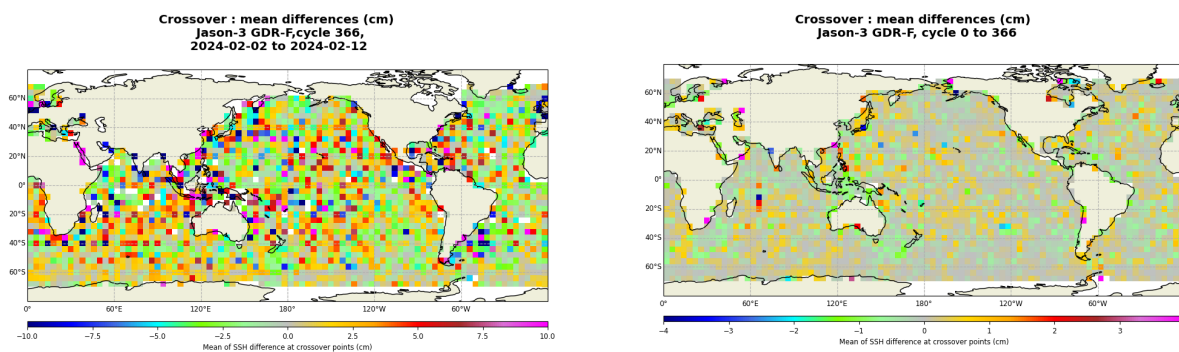 Crossover : mean differences (cm)
Jason-3 GDR-F,cycle 366,
2024-02-02 to 2024-02-12
60°N
40°N
20°N
0°
20°S
40°S
60°S
0° 60°E 120°E 180° 120°W 60°W
−10.0 −7.5 −5.0 −2.5 0.0 2.5 5.0 7.5 10.0
Mean of SSH difference at crossover points (cm)
Crossover : mean differences (cm)
Jason-3 GDR-F, cycle 0 to 366
60°N
40°N
20°N
0°
20°S
40°S
60°S
0° 60°E 120°E 180° 120°W 60°W
−4 −3 −2 −1 0 1 2 3
Mean of SSH difference at crossover points (cm)